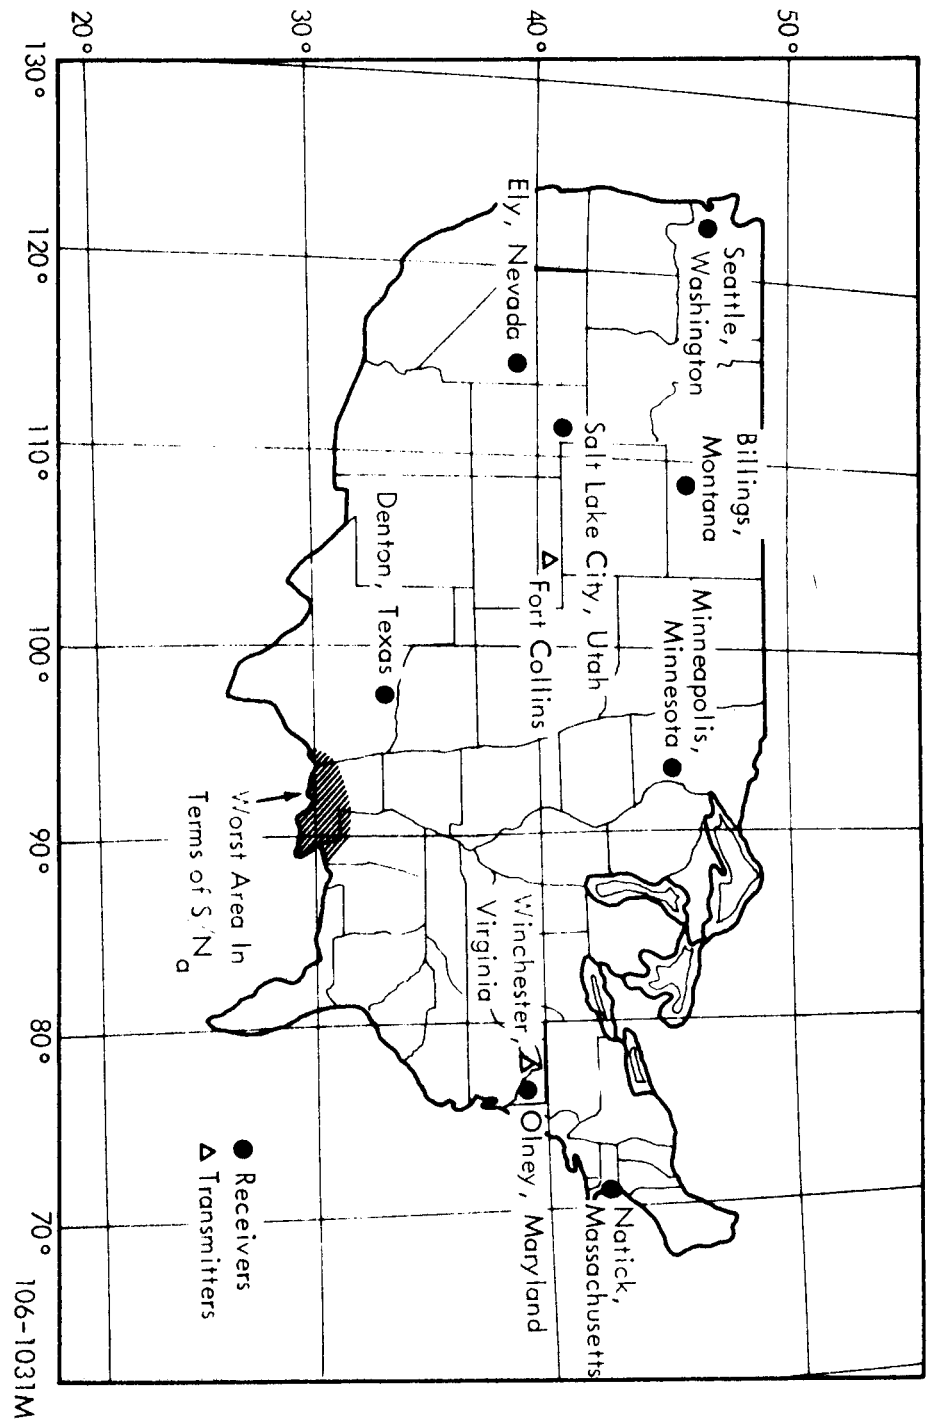 50°
40°
30°
20°
130°
120°
110°
100°
90°
80°
70°
Seattle,
Washington
Billings,
Montana
Minneapolis,
Minnesota
Ely, Nevada
Salt Lake City, Utah
Fort Collins
Denton, Texas
Winchester,
Virginia
Olney, Maryland
Natick,
Massachusetts
Worst Area In
Terms of S/Na
Receivers
Transmitters
106-1031M